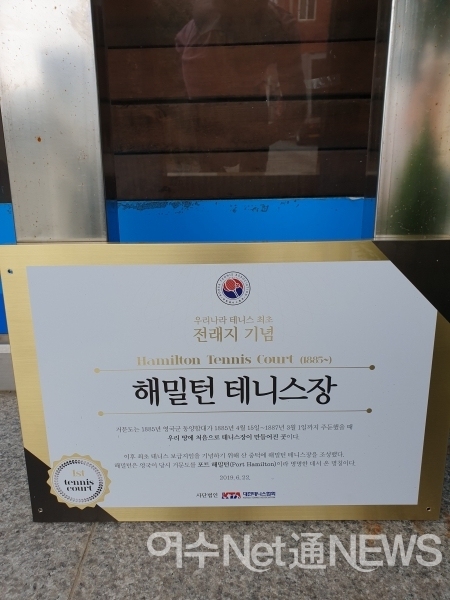 우리나라 테니스 최초
전래지 기념
Hamilton Tennis Court (1885~)
해밀턴 테니스장
거문도는 1885년 영국군 동양함대가 1885년 4월 15일~1887년 8월 1일까지 주둔했을 때
우리 땅에 처음으로 테니스장이 만들어진 곳이다.
이후 최초 테니스 보급지임을 기념하기 위해 산 중턱에 해밀턴 테니스장을 조성했다.
해밀턴은 영국이 당시 거문도를 포트 해밀턴(Port Hamilton)이라 명명한 데서 온 명칭이다.
2019.6.22.
사단법인 KTA 대한테니스협회
1st
tennis
court
여수Net通NEWS